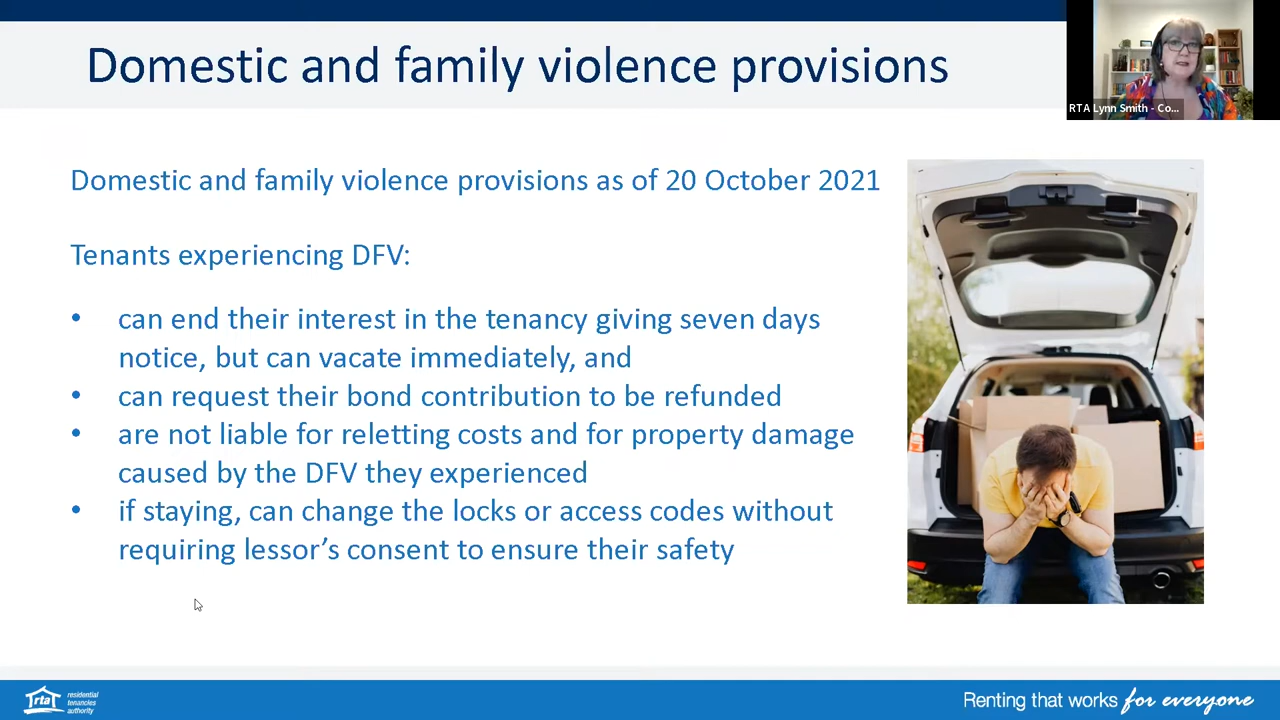 Domestic and family violence provisions
RTA Lynn Smith - Co...
Domestic and family violence provisions as of 20 October 2021
Tenants experiencing DFV:
• can end their interest in the tenancy giving seven days
notice, but can vacate immediately, and
• can request their bond contribution to be refunded
• are not liable for reletting costs and for property damage
caused by the DFV they experienced
• if staying, can change the locks or access codes without
requiring lessor’s consent to ensure their safety
rta
residential
tenancies
authority
Renting that works for everyone